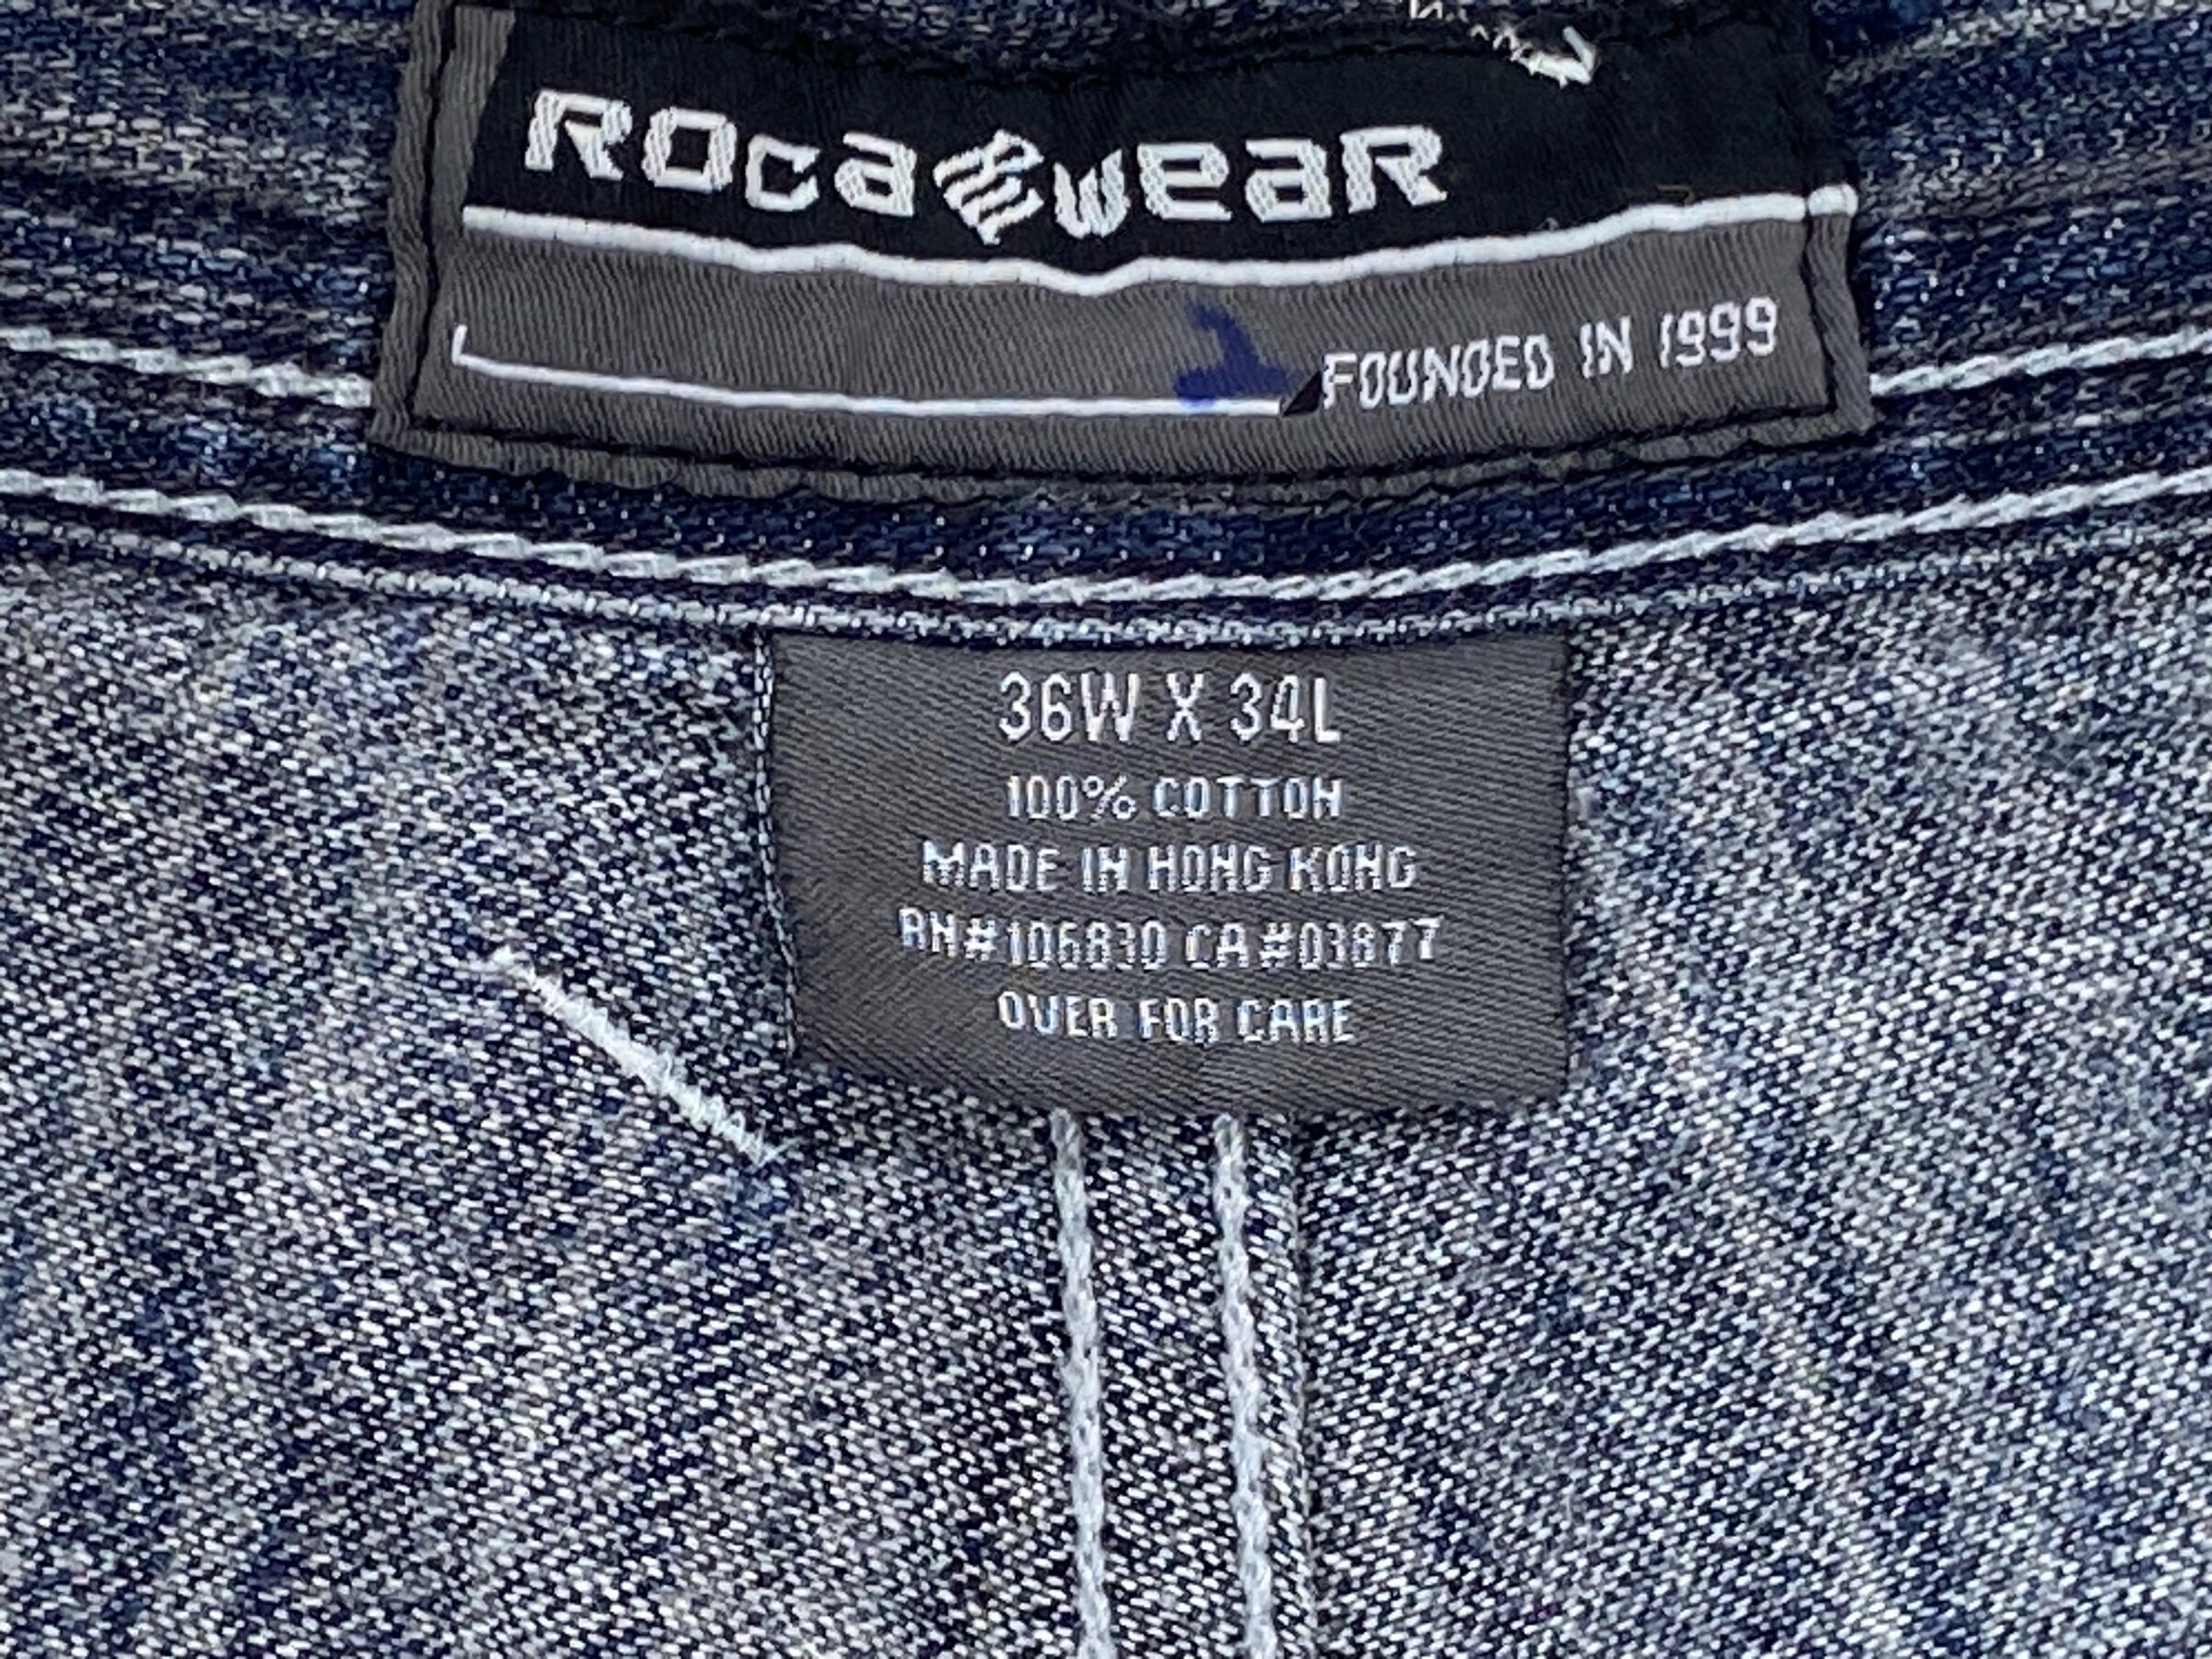 ROCAWEAR
FOUNDED IN 1999
36W X 34L
100% COTTON
MADE IN HONG KONG
RN#106830 CA#03877
OVER FOR CARE